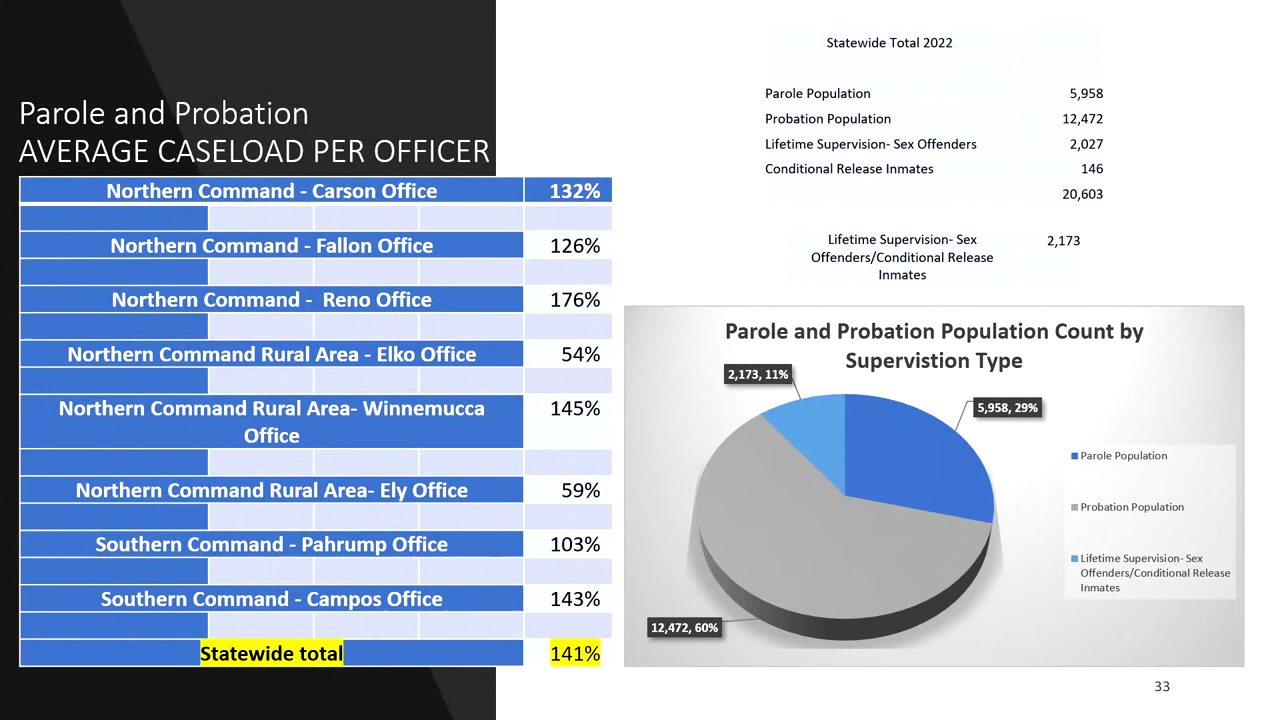 Parole and Probation
AVERAGE CASELOAD PER OFFICER
Northern Command - Carson Office 132%
Northern Command - Fallon Office 126%
Northern Command -  Reno Office 176%
Northern Command Rural Area - Elko Office 54%
Northern Command Rural Area- Winnemucca 145%
Office
Northern Command Rural Area- Ely Office 59%
Southern Command - Pahrump Office 103%
Southern Command - Campos Office 143%
Statewide total 141%
Statewide Total 2022
Parole Population 5,958
Probation Population 12,472
Lifetime Supervision- Sex Offenders 2,027
Conditional Release Inmates 146
20,603
Lifetime Supervision- Sex 2,173
Offenders/Conditional Release
Inmates
Parole and Probation Population Count by
Supervistion Type
2,173, 11%
5,958, 29%
12,472, 60%
Parole Population
Probation Population
Lifetime Supervision- Sex
Offenders/Conditional Release
Inmates
33